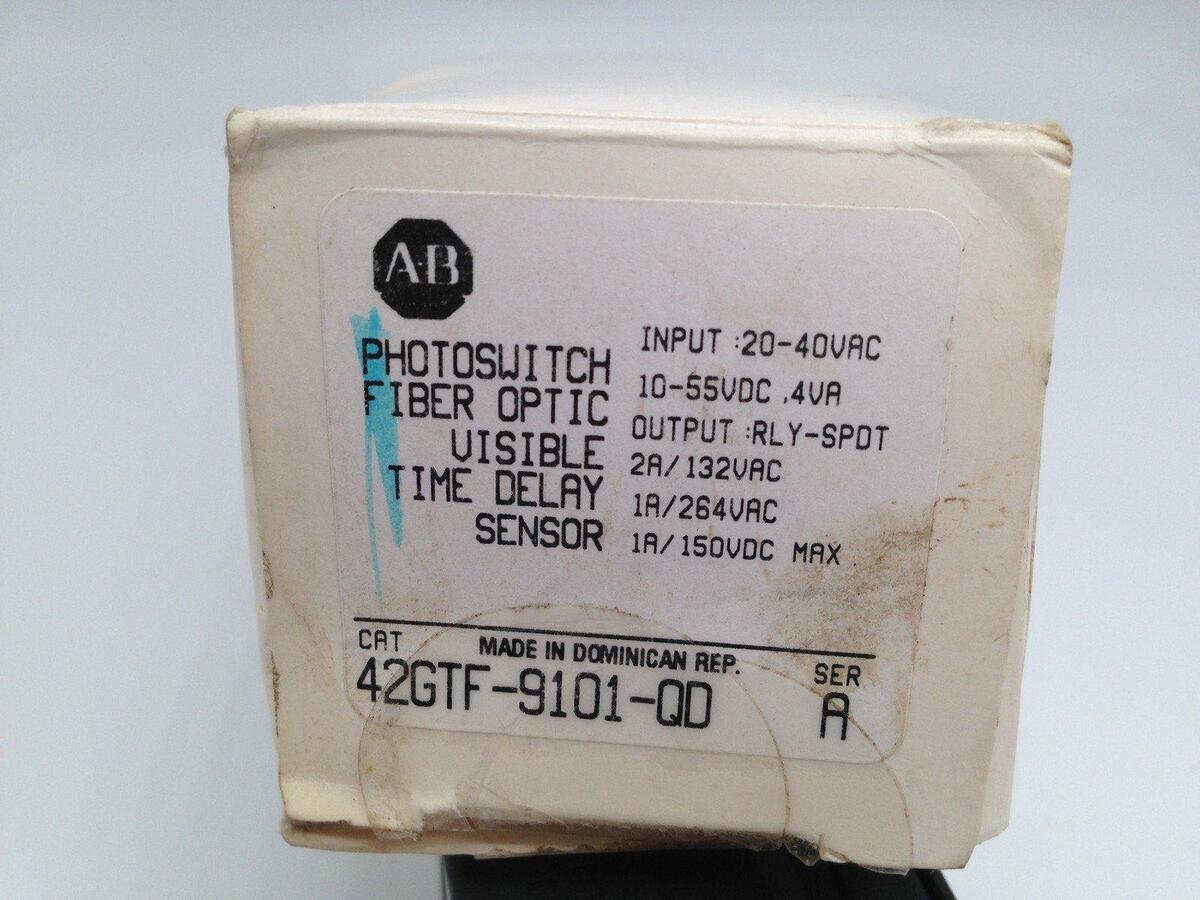 A·B
PHOTOSWITCH
FIBER OPTIC
VISIBLE
TIME DELAY
SENSOR
INPUT :20-40VAC
10-55VDC .4VA
OUTPUT :RLY-SPDT
2A/132VAC
1A/264VAC
1A/150VDC MAX.
CAT
MADE IN DOMINICAN REP.
SER
42GTF-9101-QD
A